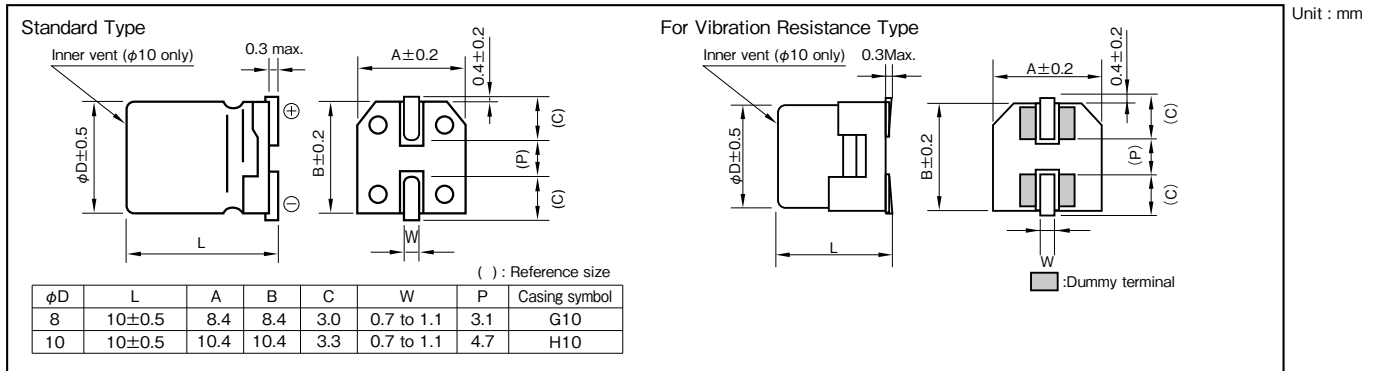 Unit : mm
Standard Type
Inner vent (φ10 only)
0.3 max.
A±0.2
0.4±0.2
φD±0.5
⊕
⊖
B±0.2
(C)
(P)
(C)
L
W
For Vibration Resistance Type
Inner vent (φ10 only)
0.3Max.
A±0.2
0.4±0.2
φD±0.5
B±0.2
(C)
(P)
(C)
L
W
:Dummy terminal
( ) : Reference size
φD L A B C W P Casing symbol
8 10±0.5 8.4 8.4 3.0 0.7 to 1.1 3.1 G10
10 10±0.5 10.4 10.4 3.3 0.7 to 1.1 4.7 H10